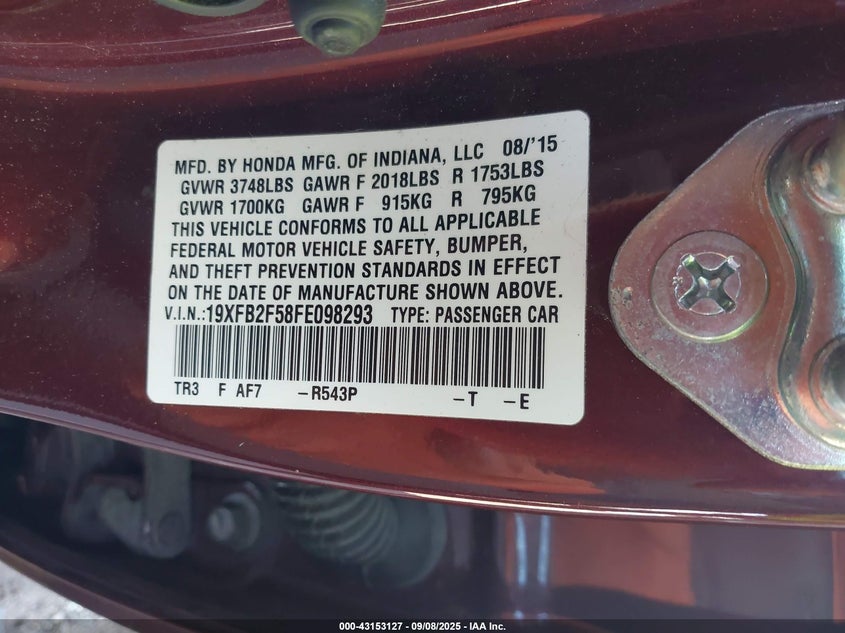 MFD. BY HONDA MFG. OF INDIANA, LLC 08/'15
GVWR 3748LBS GAWR F 2018LBS R 1753LBS
GVWR 1700KG GAWR F 915KG R 795KG
THIS VEHICLE CONFORMS TO ALL APPLICABLE
FEDERAL MOTOR VEHICLE SAFETY, BUMPER,
AND THEFT PREVENTION STANDARDS IN EFFECT
ON THE DATE OF MANUFACTURE SHOWN ABOVE.
V.I.N.:19XFB2F58FE098293 TYPE: PASSENGER CAR
TR3 F AF7 -R543P -T -E
000-43153127 - 09/08/2025 - IAA Inc.